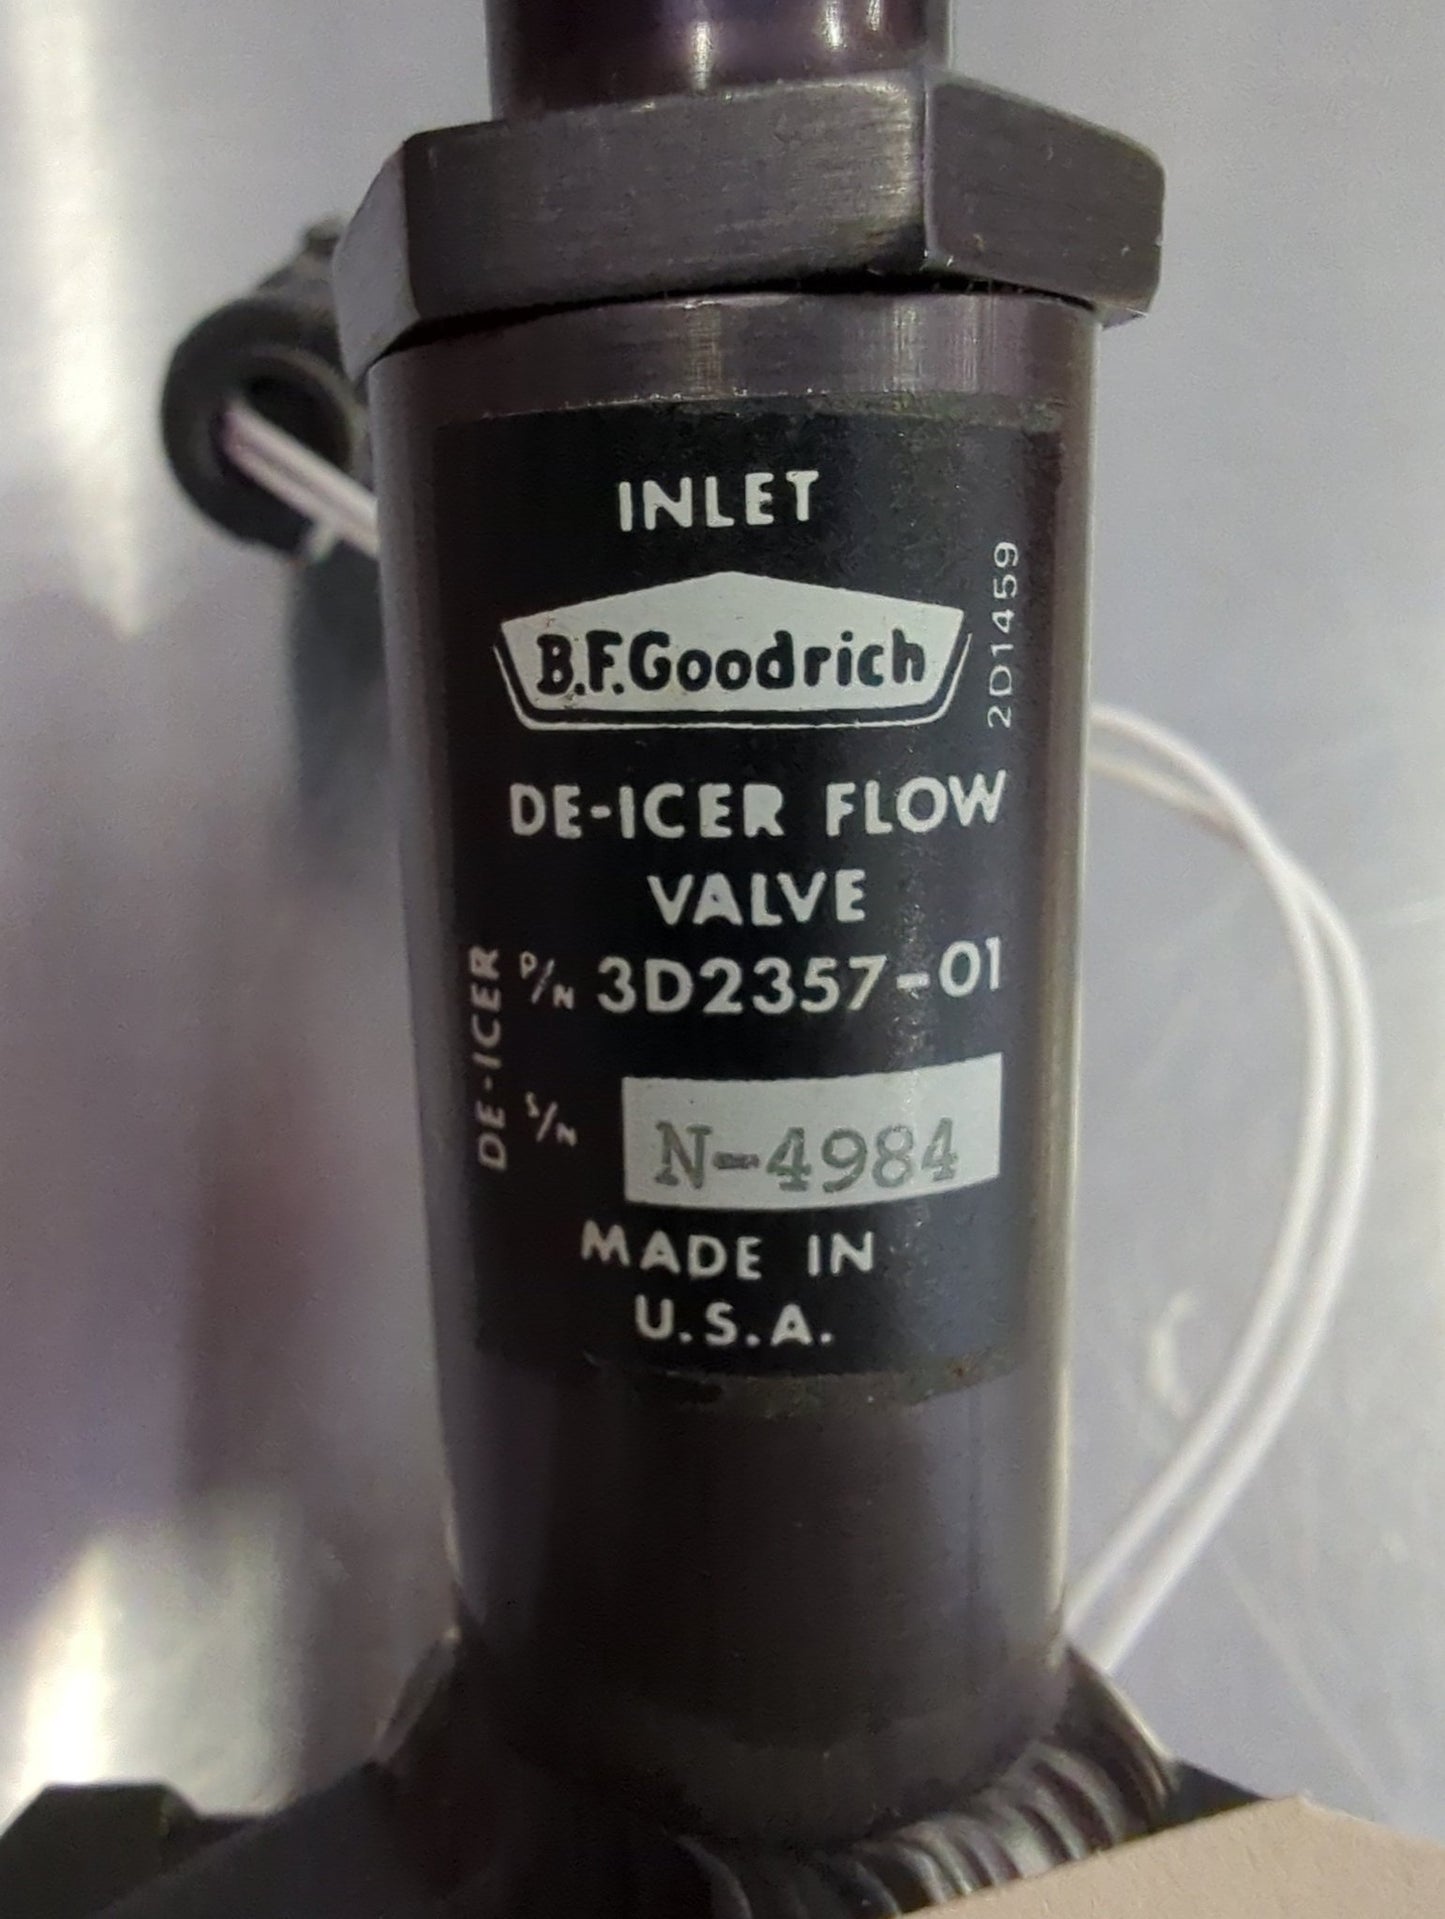 INLET
B.F.Goodrich
2D1459
DE-ICER FLOW
VALVE
P/N 3D2357-01
DE-ICER
S/N N-4984
MADE IN
U.S.A.